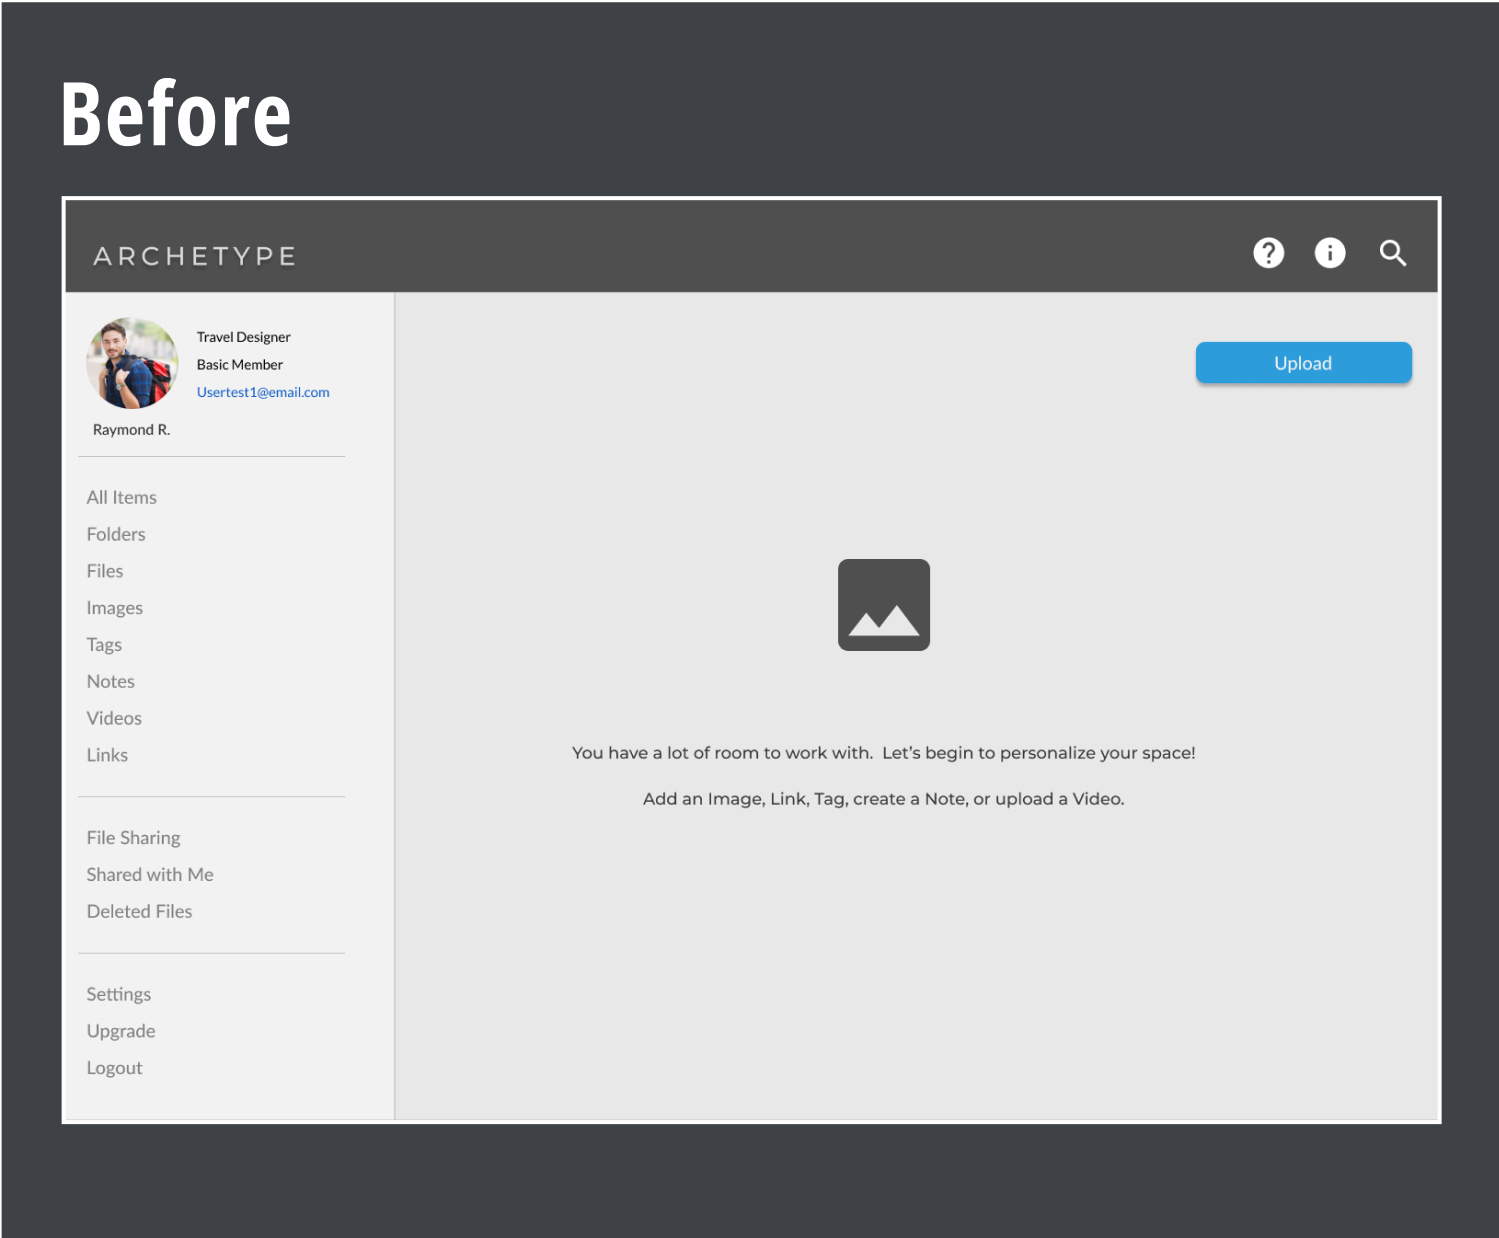 Before
ARCHETYPE
Travel Designer
Basic Member
Usertest1@email.com
Raymond R.
All Items
Folders
Files
Images
Tags
Notes
Videos
Links
File Sharing
Shared with Me
Deleted Files
Settings
Upgrade
Logout
Upload
You have a lot of room to work with.  Let’s begin to personalize your space!
Add an Image, Link, Tag, create a Note, or upload a Video.